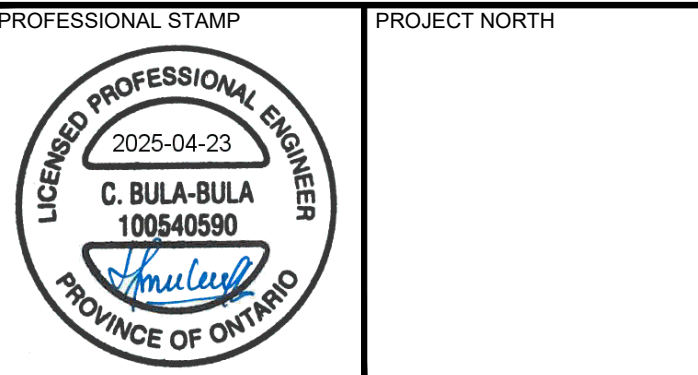 PROFESSIONAL STAMP
PROJECT NORTH
LICENSED PROFESSIONAL ENGINEER
2025-04-23
C. BULA-BULA
100540590
PROVINCE OF ONTARIO